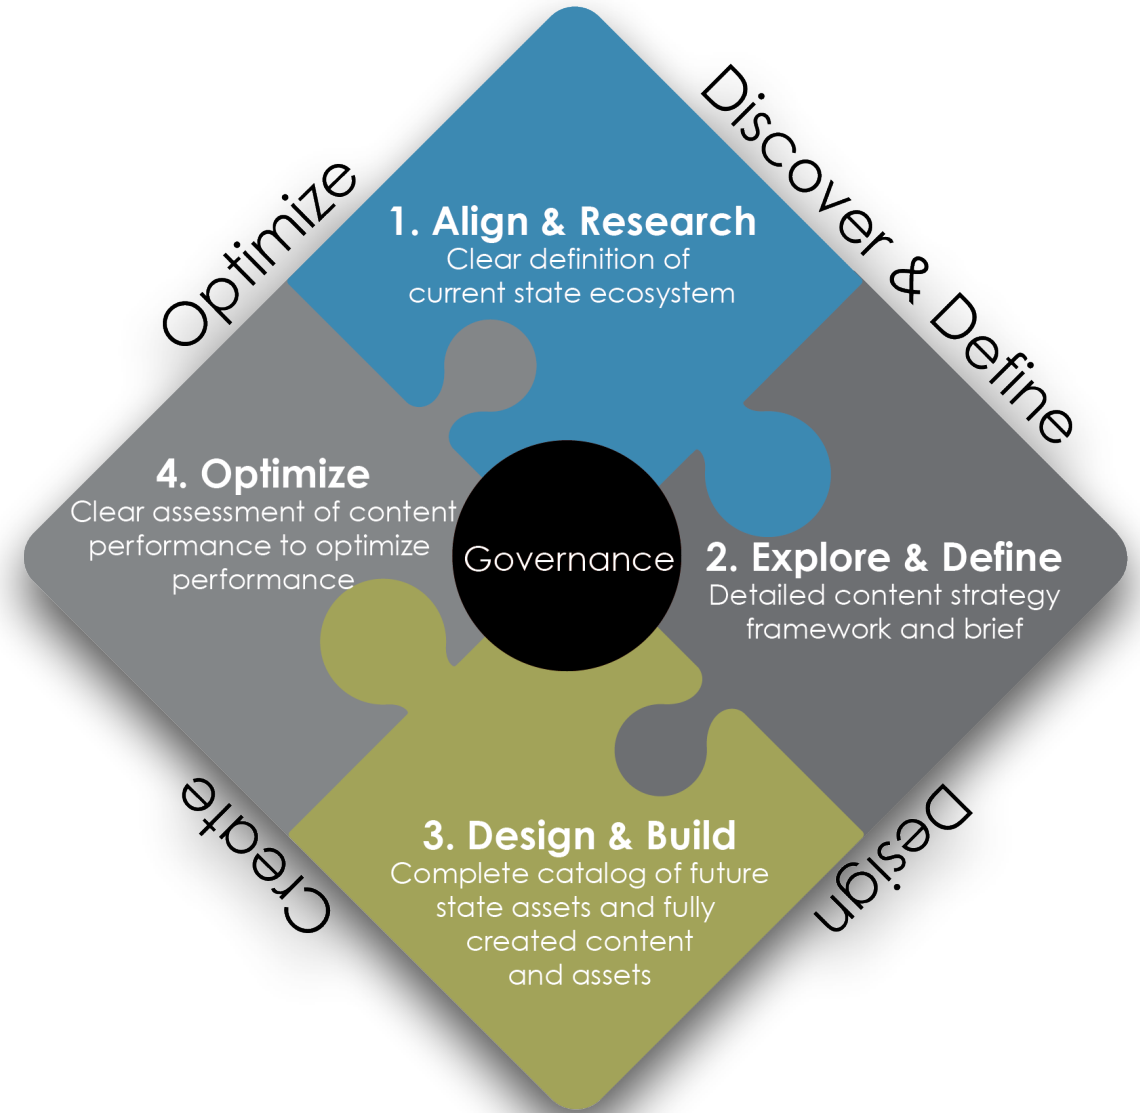 Discover & Define
Optimize
1. Align & Research
Clear definition of
current state ecosystem
4. Optimize
Clear assessment of content
performance to optimize
performance
Governance
2. Explore & Define
Detailed content strategy
framework and brief
3. Design & Build
Complete catalog of future
state assets and fully
created content
and assets
Create
Design